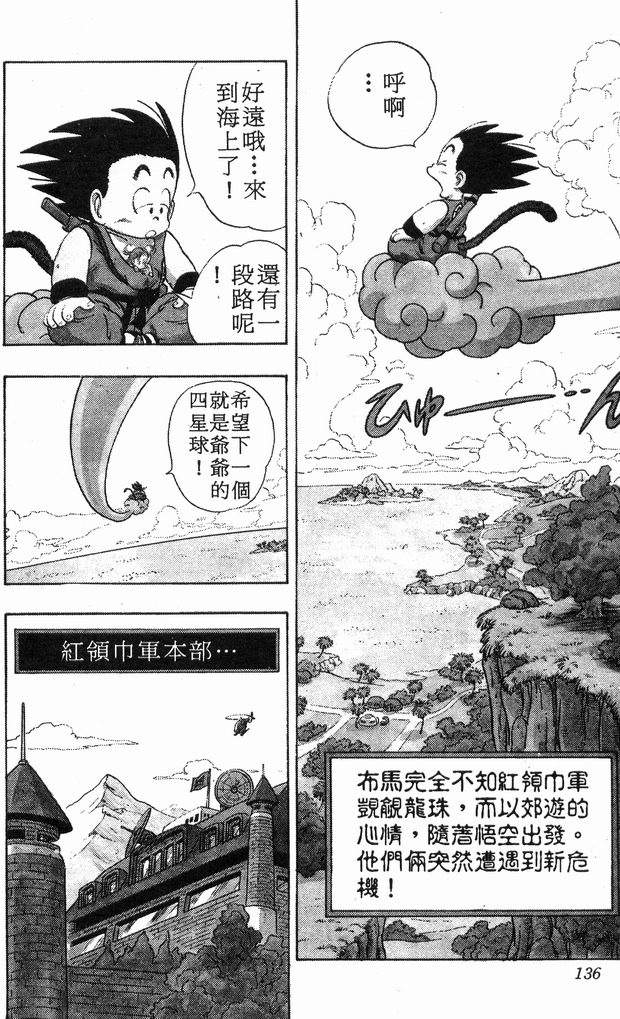 呼啊
…
ひゅーー…ん
布馬完全不知紅領巾軍
覬覦龍珠，而以郊遊的
心情，隨著悟空出發。
他們倆突然遭遇到新危
機！
好遠哦…來
到海上了！
還有一
段路呢
！
希望下一個
就是爺爺的
四星球！
紅領巾軍本部…
136